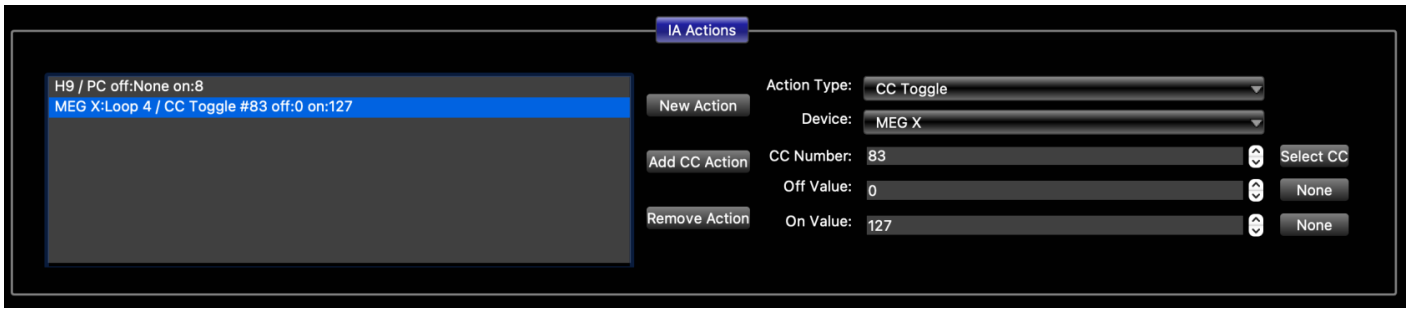 IA Actions
H9 / PC off:None on:8
MEG X:Loop 4 / CC Toggle #83 off:0 on:127
New Action
Add CC Action
Remove Action
Action Type: CC Toggle
Device: MEG X
CC Number: 83 Select CC
Off Value: 0 None
On Value: 127 None